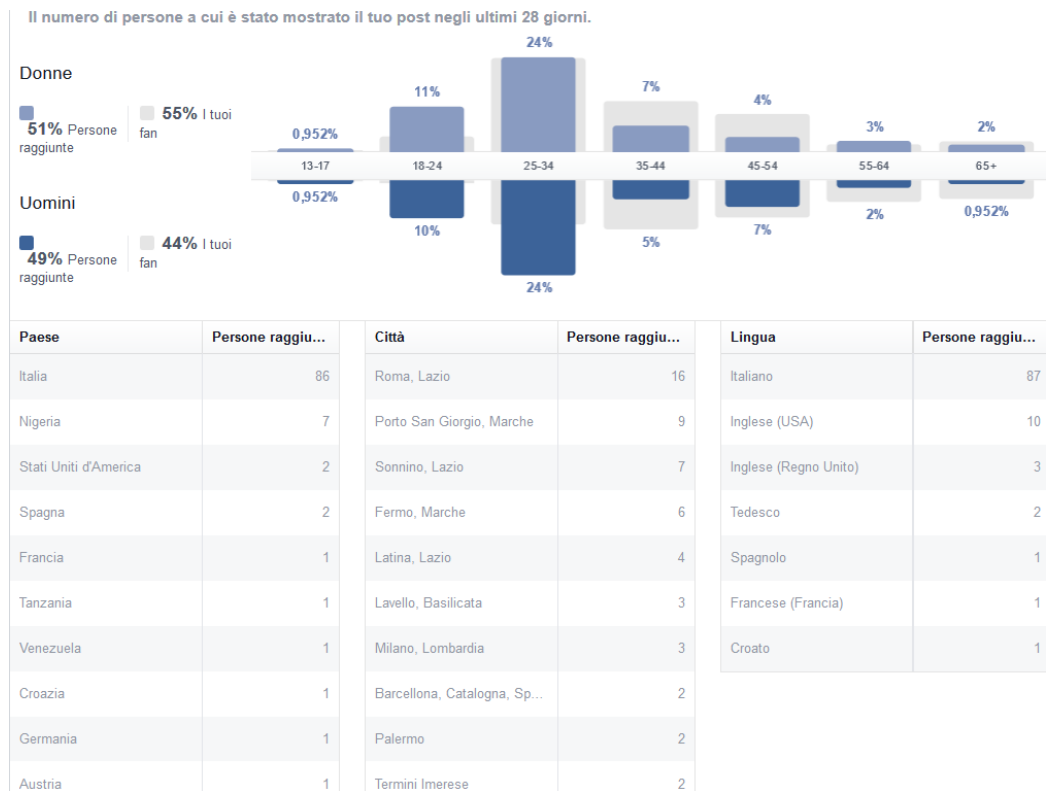 Il numero di persone a cui è stato mostrato il tuo post negli ultimi 28 giorni.
Donne
51% Persone raggiunte
55% I tuoi fan
Uomini
49% Persone raggiunte
44% I tuoi fan
0,952% 11% 24% 7% 4% 3% 2%
13-17 18-24 25-34 35-44 45-54 55-64 65+
0,952% 10% 24% 5% 7% 2% 0,952%
Paese Persone raggiu...
Italia 86
Nigeria 7
Stati Uniti d'America 2
Spagna 2
Francia 1
Tanzania 1
Venezuela 1
Croazia 1
Germania 1
Austria 1
Città Persone raggiu...
Roma, Lazio 16
Porto San Giorgio, Marche 9
Sonnino, Lazio 7
Fermo, Marche 6
Latina, Lazio 4
Lavello, Basilicata 3
Milano, Lombardia 3
Barcellona, Catalogna, Sp... 2
Palermo 2
Termini Imerese 2
Lingua Persone raggiu...
Italiano 87
Inglese (USA) 10
Inglese (Regno Unito) 3
Tedesco 2
Spagnolo 1
Francese (Francia) 1
Croato 1